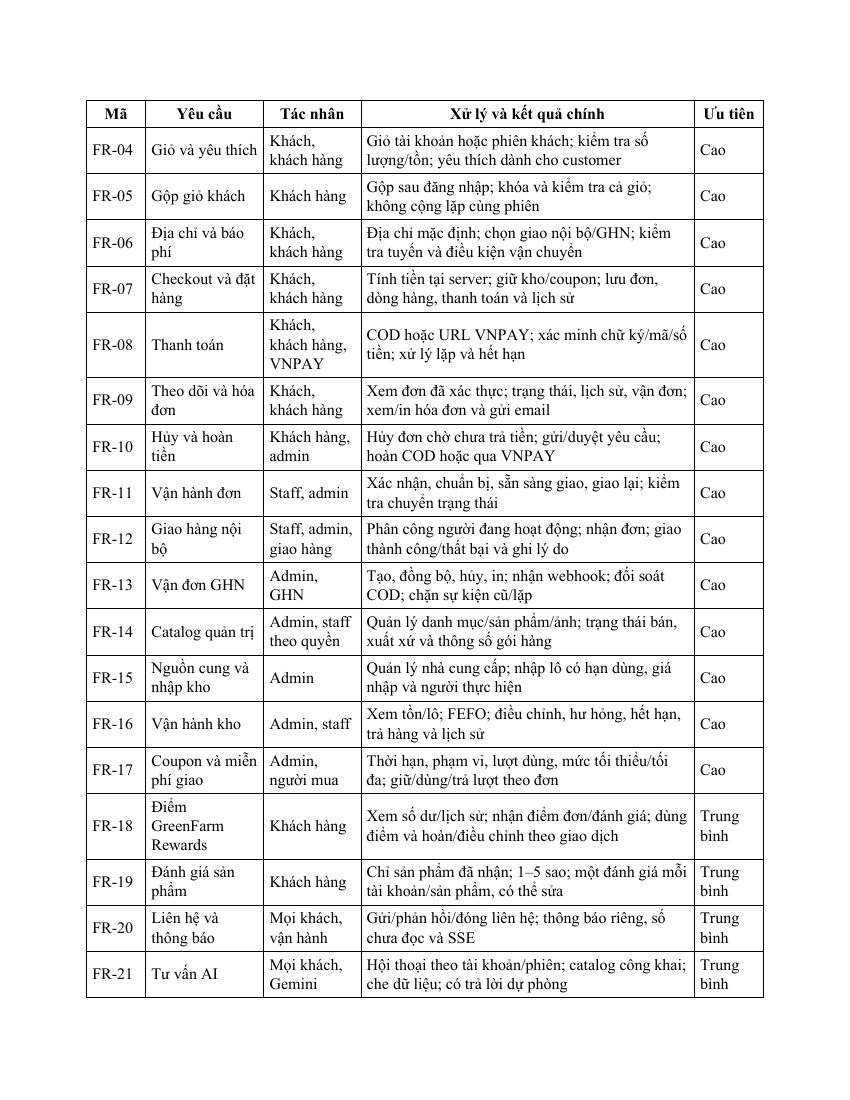 Mã Yêu cầu Tác nhân Xử lý và kết quả chính Ưu tiên
FR-04 Giỏ và yêu thích Khách, khách hàng Giỏ tài khoản hoặc phiên khách; kiểm tra số lượng/tồn; yêu thích dành cho customer Cao
FR-05 Gộp giỏ khách Khách hàng Gộp sau đăng nhập; khóa và kiểm tra cả giỏ; không cộng lặp cùng phiên Cao
FR-06 Địa chỉ và báo phí Khách, khách hàng Địa chỉ mặc định; chọn giao nội bộ/GHN; kiểm tra tuyến và điều kiện vận chuyển Cao
FR-07 Checkout và đặt hàng Khách, khách hàng Tính tiền tại server; giữ kho/coupon; lưu đơn, dòng hàng, thanh toán và lịch sử Cao
FR-08 Thanh toán Khách, khách hàng, VNPAY COD hoặc URL VNPAY; xác minh chữ ký/mã/số tiền; xử lý lặp và hết hạn Cao
FR-09 Theo dõi và hóa đơn Khách, khách hàng Xem đơn đã xác thực; trạng thái, lịch sử, vận đơn; xem/in hóa đơn và gửi email Cao
FR-10 Hủy và hoàn tiền Khách hàng, admin Hủy đơn chờ chưa trả tiền; gửi/duyệt yêu cầu; hoàn COD hoặc qua VNPAY Cao
FR-11 Vận hành đơn Staff, admin Xác nhận, chuẩn bị, sẵn sàng giao, giao lại; kiểm tra chuyển trạng thái Cao
FR-12 Giao hàng nội bộ Staff, admin, giao hàng Phân công người đang hoạt động; nhận đơn; giao thành công/thất bại và ghi lý do Cao
FR-13 Vận đơn GHN Admin, GHN Tạo, đồng bộ, hủy, in; nhận webhook; đối soát COD; chặn sự kiện cũ/lặp Cao
FR-14 Catalog quản trị Admin, staff theo quyền Quản lý danh mục/sản phẩm/ảnh; trạng thái bán, xuất xứ và thông số gói hàng Cao
FR-15 Nguồn cung và nhập kho Admin Quản lý nhà cung cấp; nhập lô có hạn dùng, giá nhập và người thực hiện Cao
FR-16 Vận hành kho Admin, staff Xem tồn/lô; FEFO; điều chỉnh, hư hỏng, hết hạn, trả hàng và lịch sử Cao
FR-17 Coupon và miễn phí giao Admin, người mua Thời hạn, phạm vi, lượt dùng, mức tối thiểu/tối đa; giữ/dùng/trả lượt theo đơn Cao
FR-18 Điểm GreenFarm Rewards Khách hàng Xem số dư/lịch sử; nhận điểm đơn/đánh giá; dùng điểm và hoàn/điều chỉnh theo giao dịch Trung bình
FR-19 Đánh giá sản phẩm Khách hàng Chỉ sản phẩm đã nhận; 1–5 sao; một đánh giá mỗi tài khoản/sản phẩm, có thể sửa Trung bình
FR-20 Liên hệ và thông báo Mọi khách, vận hành Gửi/phản hồi/đóng liên hệ; thông báo riêng, số chưa đọc và SSE Trung bình
FR-21 Tư vấn AI Mọi khách, Gemini Hội thoại theo tài khoản/phiên; catalog công khai; che dữ liệu; có trả lời dự phòng Trung bình